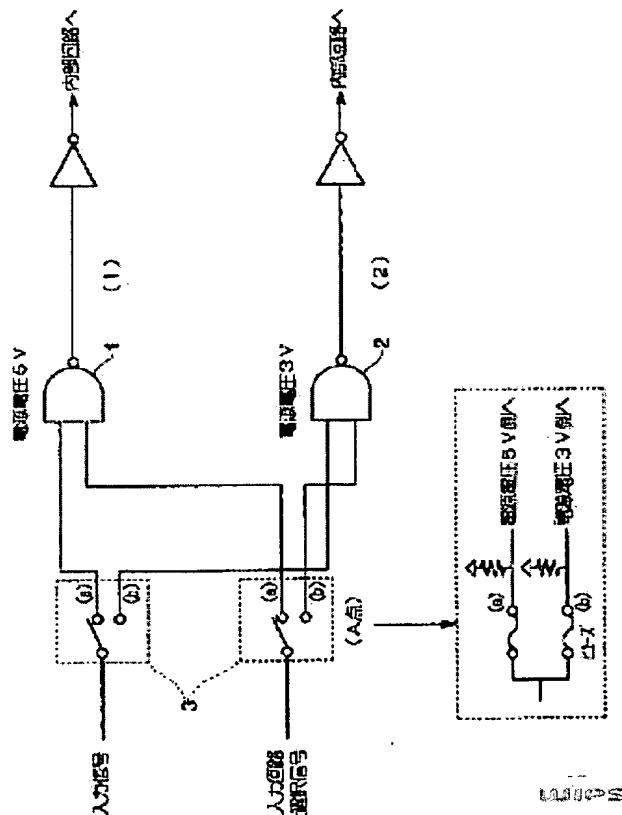 入力信号
入力回路
選択信号
3
(a)
(b)
(a)
(b)
(A点)
電源電圧5V
1
(1)
内部回路へ
電源電圧3V
2
(2)
内部回路へ
(a)
(b)
ヒューズ
電源電圧5V側へ
電源電圧3V側へ